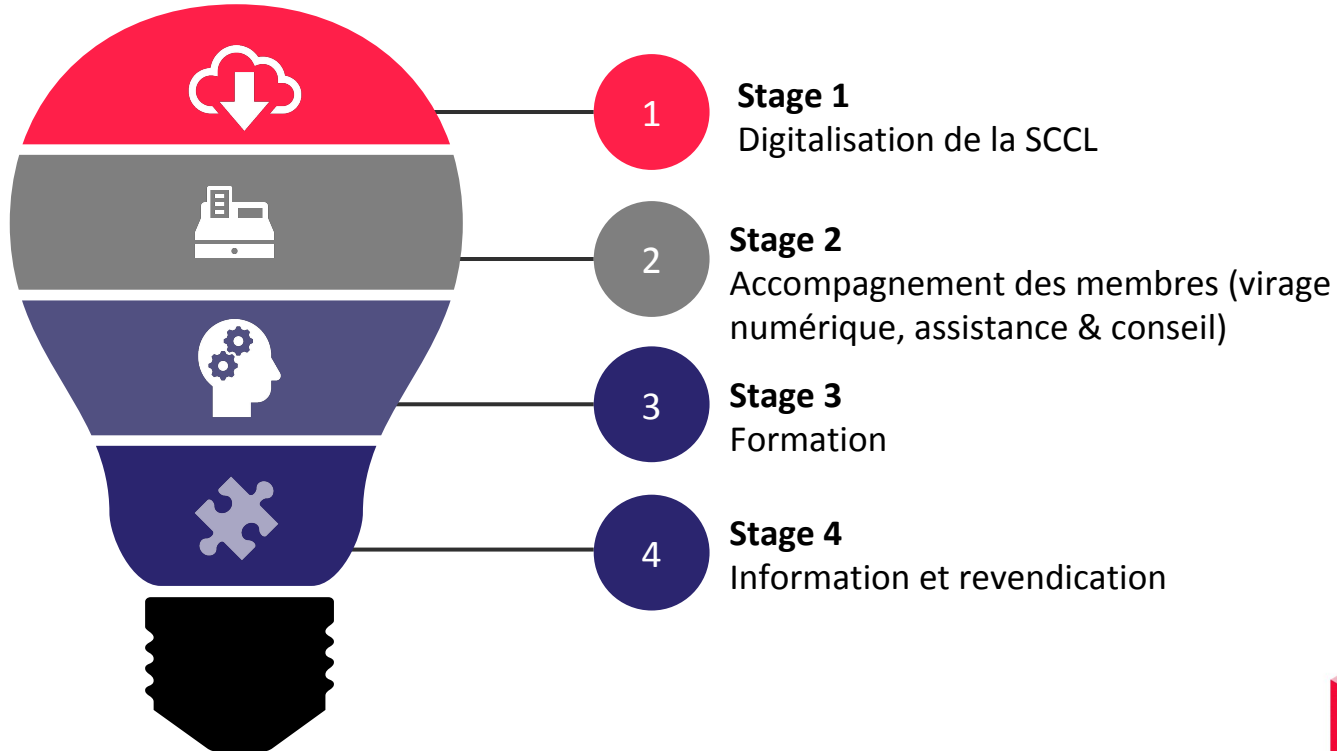 1
Stage 1
Digitalisation de la SCCL
2
Stage 2
Accompagnement des membres (virage
numérique, assistance & conseil)
3
Stage 3
Formation
4
Stage 4
Information et revendication